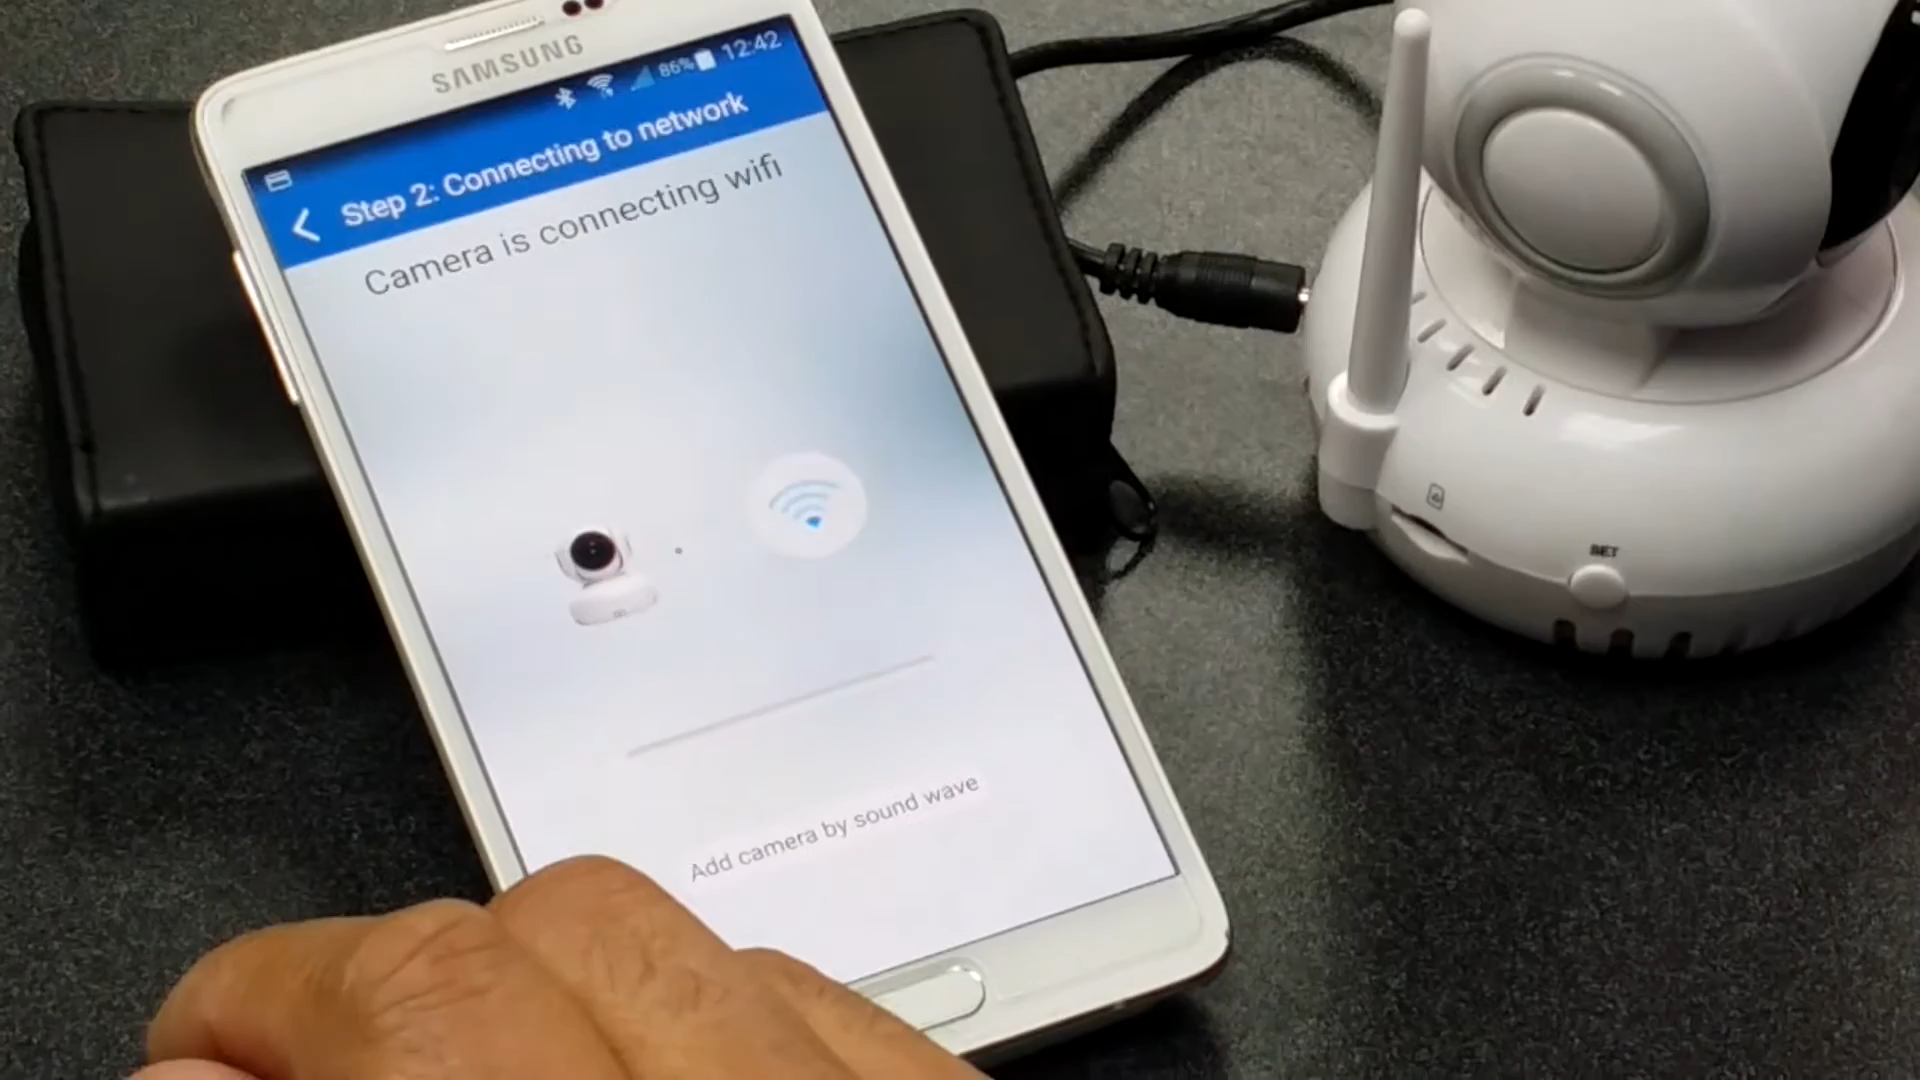 SAMSUNG
86% 12:42
Step 2: Connecting to network
Camera is connecting wifi
Add camera by sound wave
SET